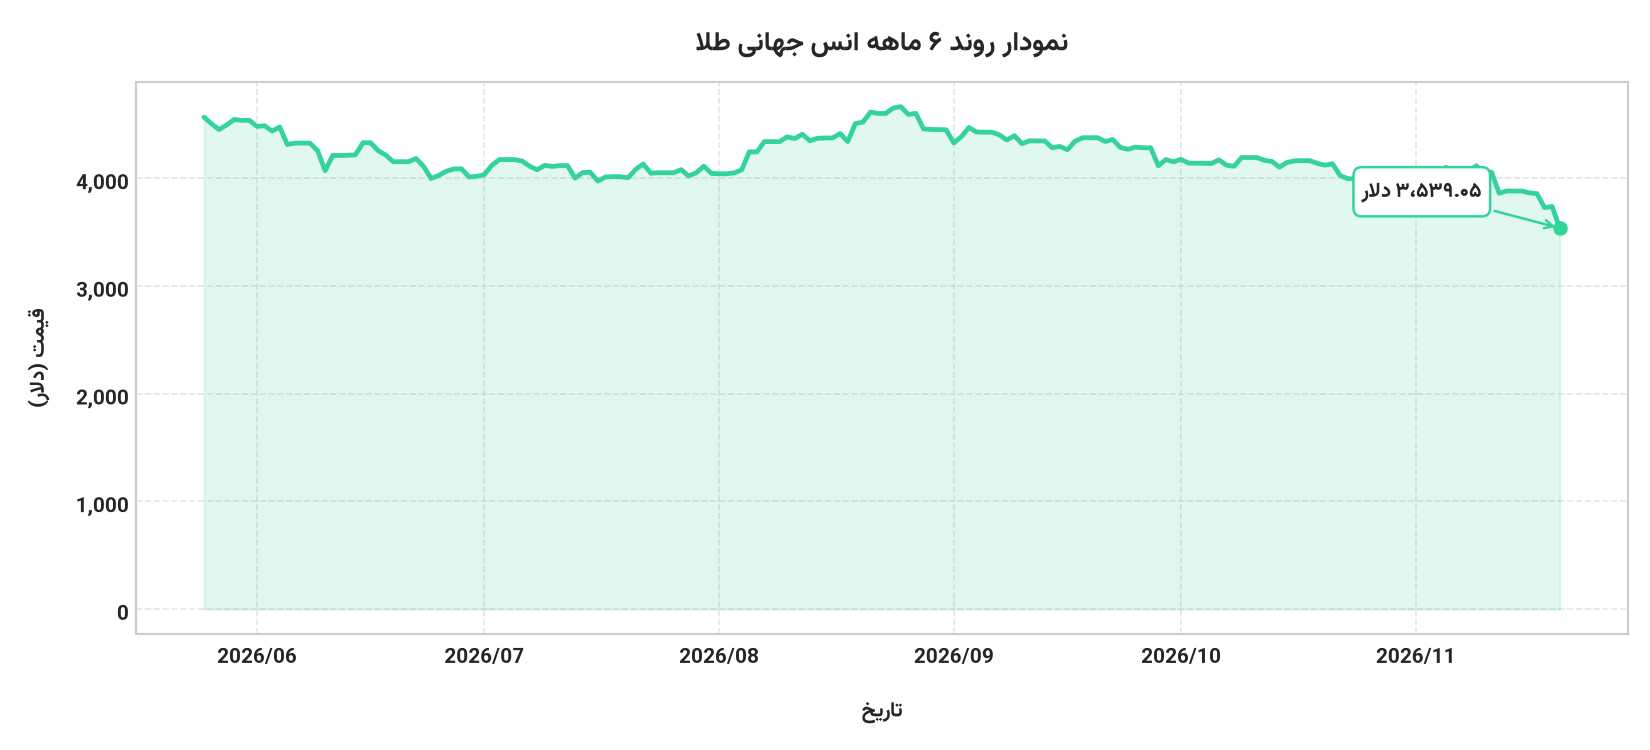 نمودار روند ۶ ماهه انس جهانی طلا
قیمت (دلار)
4,000
3,000
2,000
1,000
0
۳،۵۳۹.۰۵ دلار
2026/06
2026/07
2026/08
2026/09
2026/10
2026/11
تاریخ